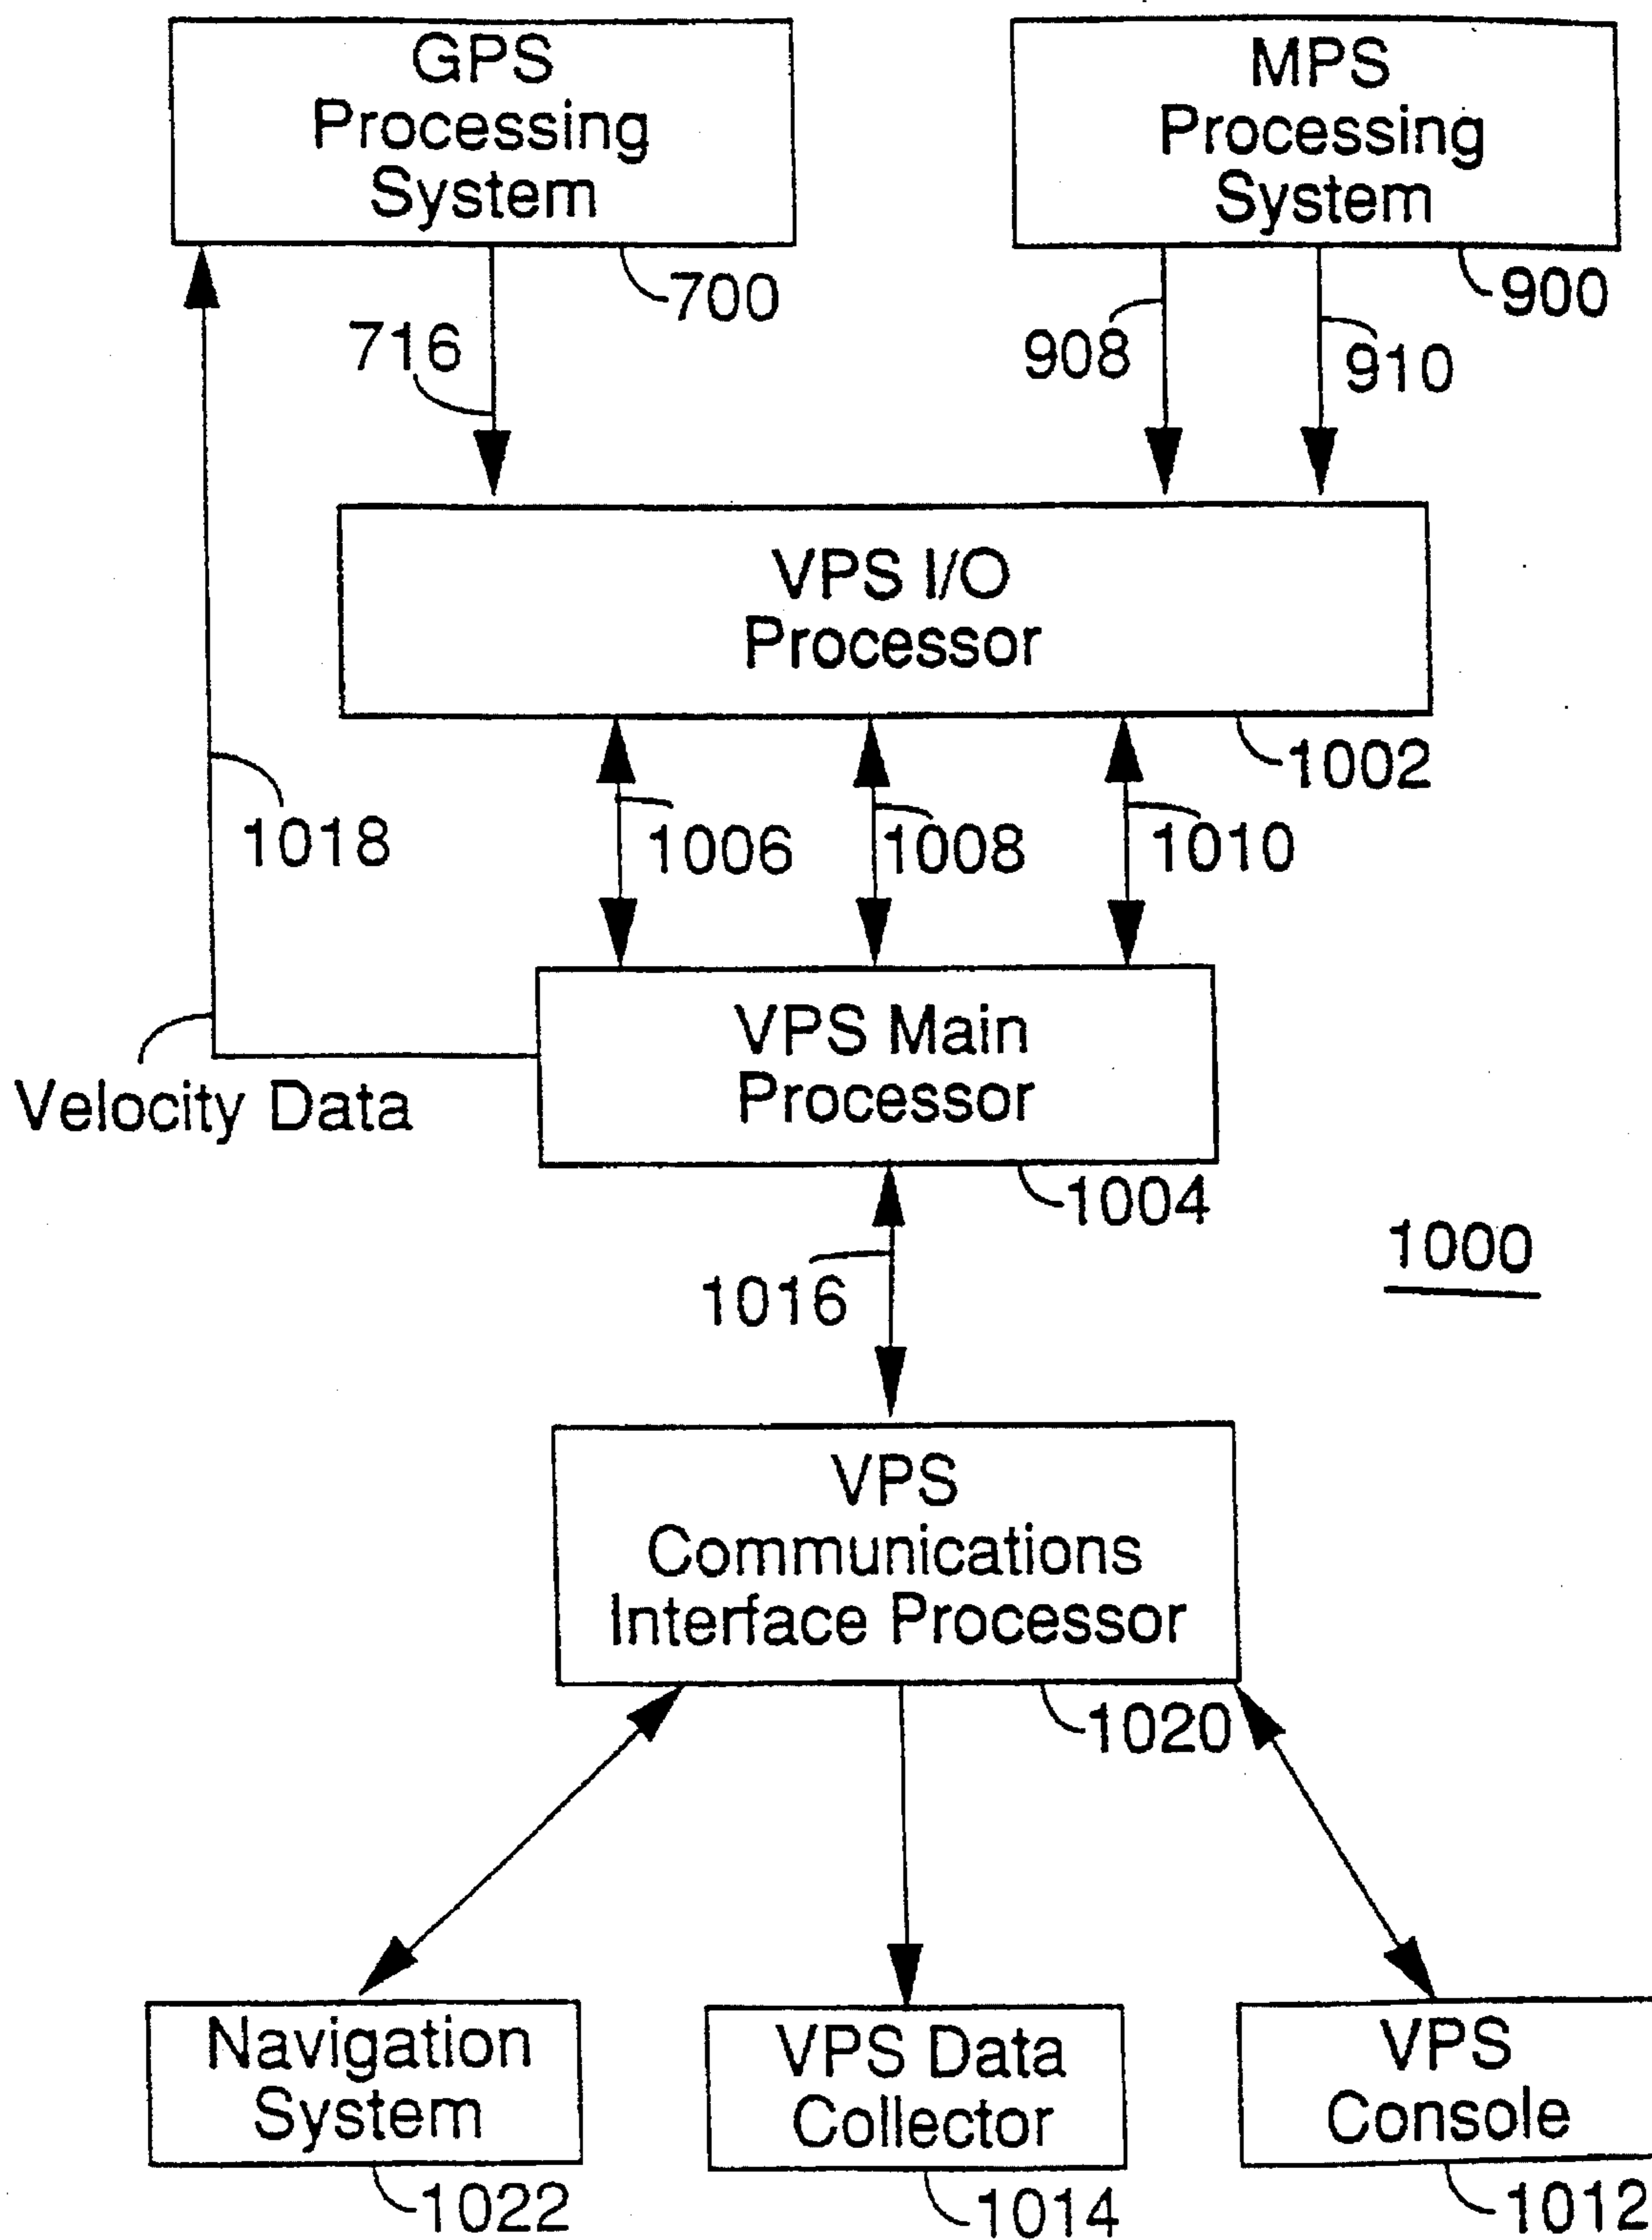 GPS
Processing
System
MPS
Processing
System
700
900
716
908
910
VPS I/O
Processor
1002
1018
1006
1008
1010
VPS Main
Processor
Velocity Data
1004
1000
1016
VPS
Communications
Interface Processor
1020
Navigation
System
VPS Data
Collector
VPS
Console
1022
1014
1012